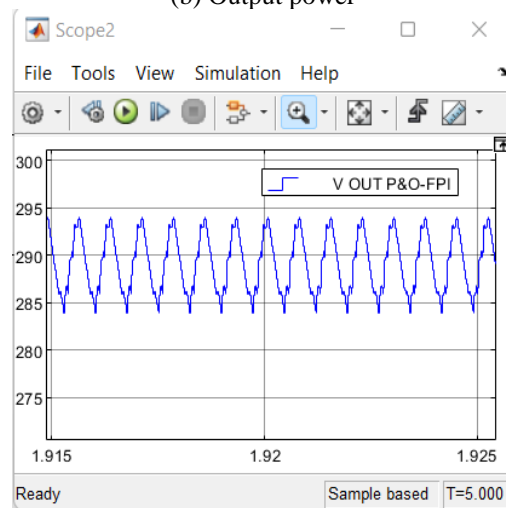 (b) Output power
Scope2
File Tools View Simulation Help
V OUT P&O-FPI
300
295
290
285
280
275
1.915 1.92 1.925
Ready Sample based T=5.000